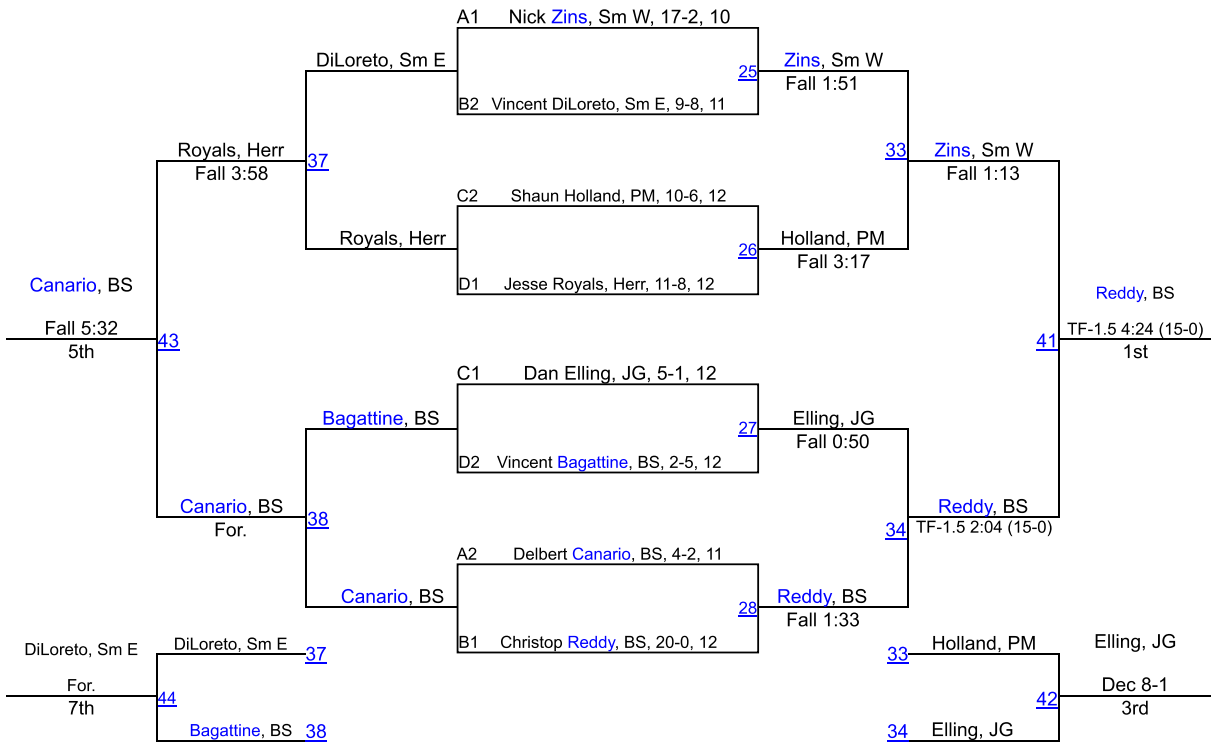 A1 Nick Zins, Sm W, 17-2, 10
DiLoreto, Sm E
25
Zins, Sm W
Fall 1:51
B2 Vincent DiLoreto, Sm E, 9-8, 11
Royals, Herr
Fall 3:58
37
33
Zins, Sm W
Fall 1:13
C2 Shaun Holland, PM, 10-6, 12
Royals, Herr
26
Holland, PM
Fall 3:17
D1 Jesse Royals, Herr, 11-8, 12
Canario, BS
Fall 5:32
5th
43
41
Reddy, BS
TF-1.5 4:24 (15-0)
1st
C1 Dan Elling, JG, 5-1, 12
Bagattine, BS
27
Elling, JG
Fall 0:50
D2 Vincent Bagattine, BS, 2-5, 12
Canario, BS
For.
38
34
Reddy, BS
TF-1.5 2:04 (15-0)
A2 Delbert Canario, BS, 4-2, 11
Canario, BS
28
Reddy, BS
Fall 1:33
B1 Christop Reddy, BS, 20-0, 12
DiLoreto, Sm E
For.
7th
DiLoreto, Sm E 37
44
Bagattine, BS 38
33 Holland, PM
42
34 Elling, JG
Elling, JG
Dec 8-1
3rd